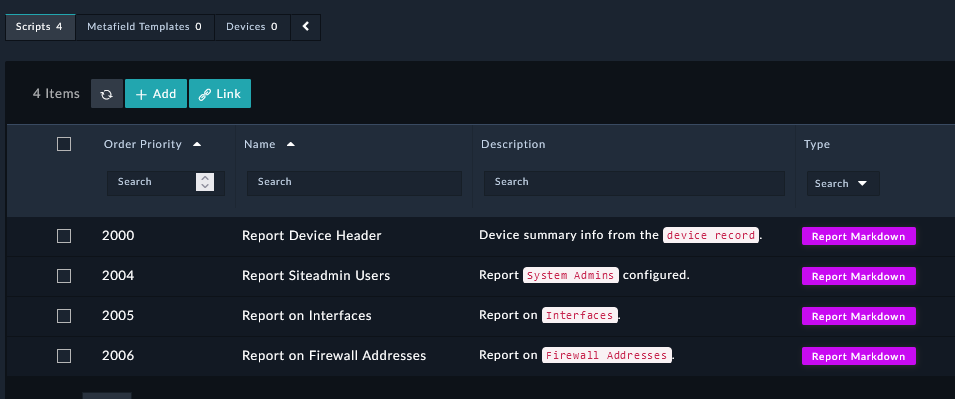 Scripts 4 Metafield Templates 0 Devices 0
4 Items Add Link
Order Priority Name Description Type
Search Search Search Search
2000 Report Device Header Device summary info from the device record. Report Markdown
2004 Report Siteadmin Users Report System Admins configured. Report Markdown
2005 Report on Interfaces Report on Interfaces. Report Markdown
2006 Report on Firewall Addresses Report on Firewall Addresses. Report Markdown